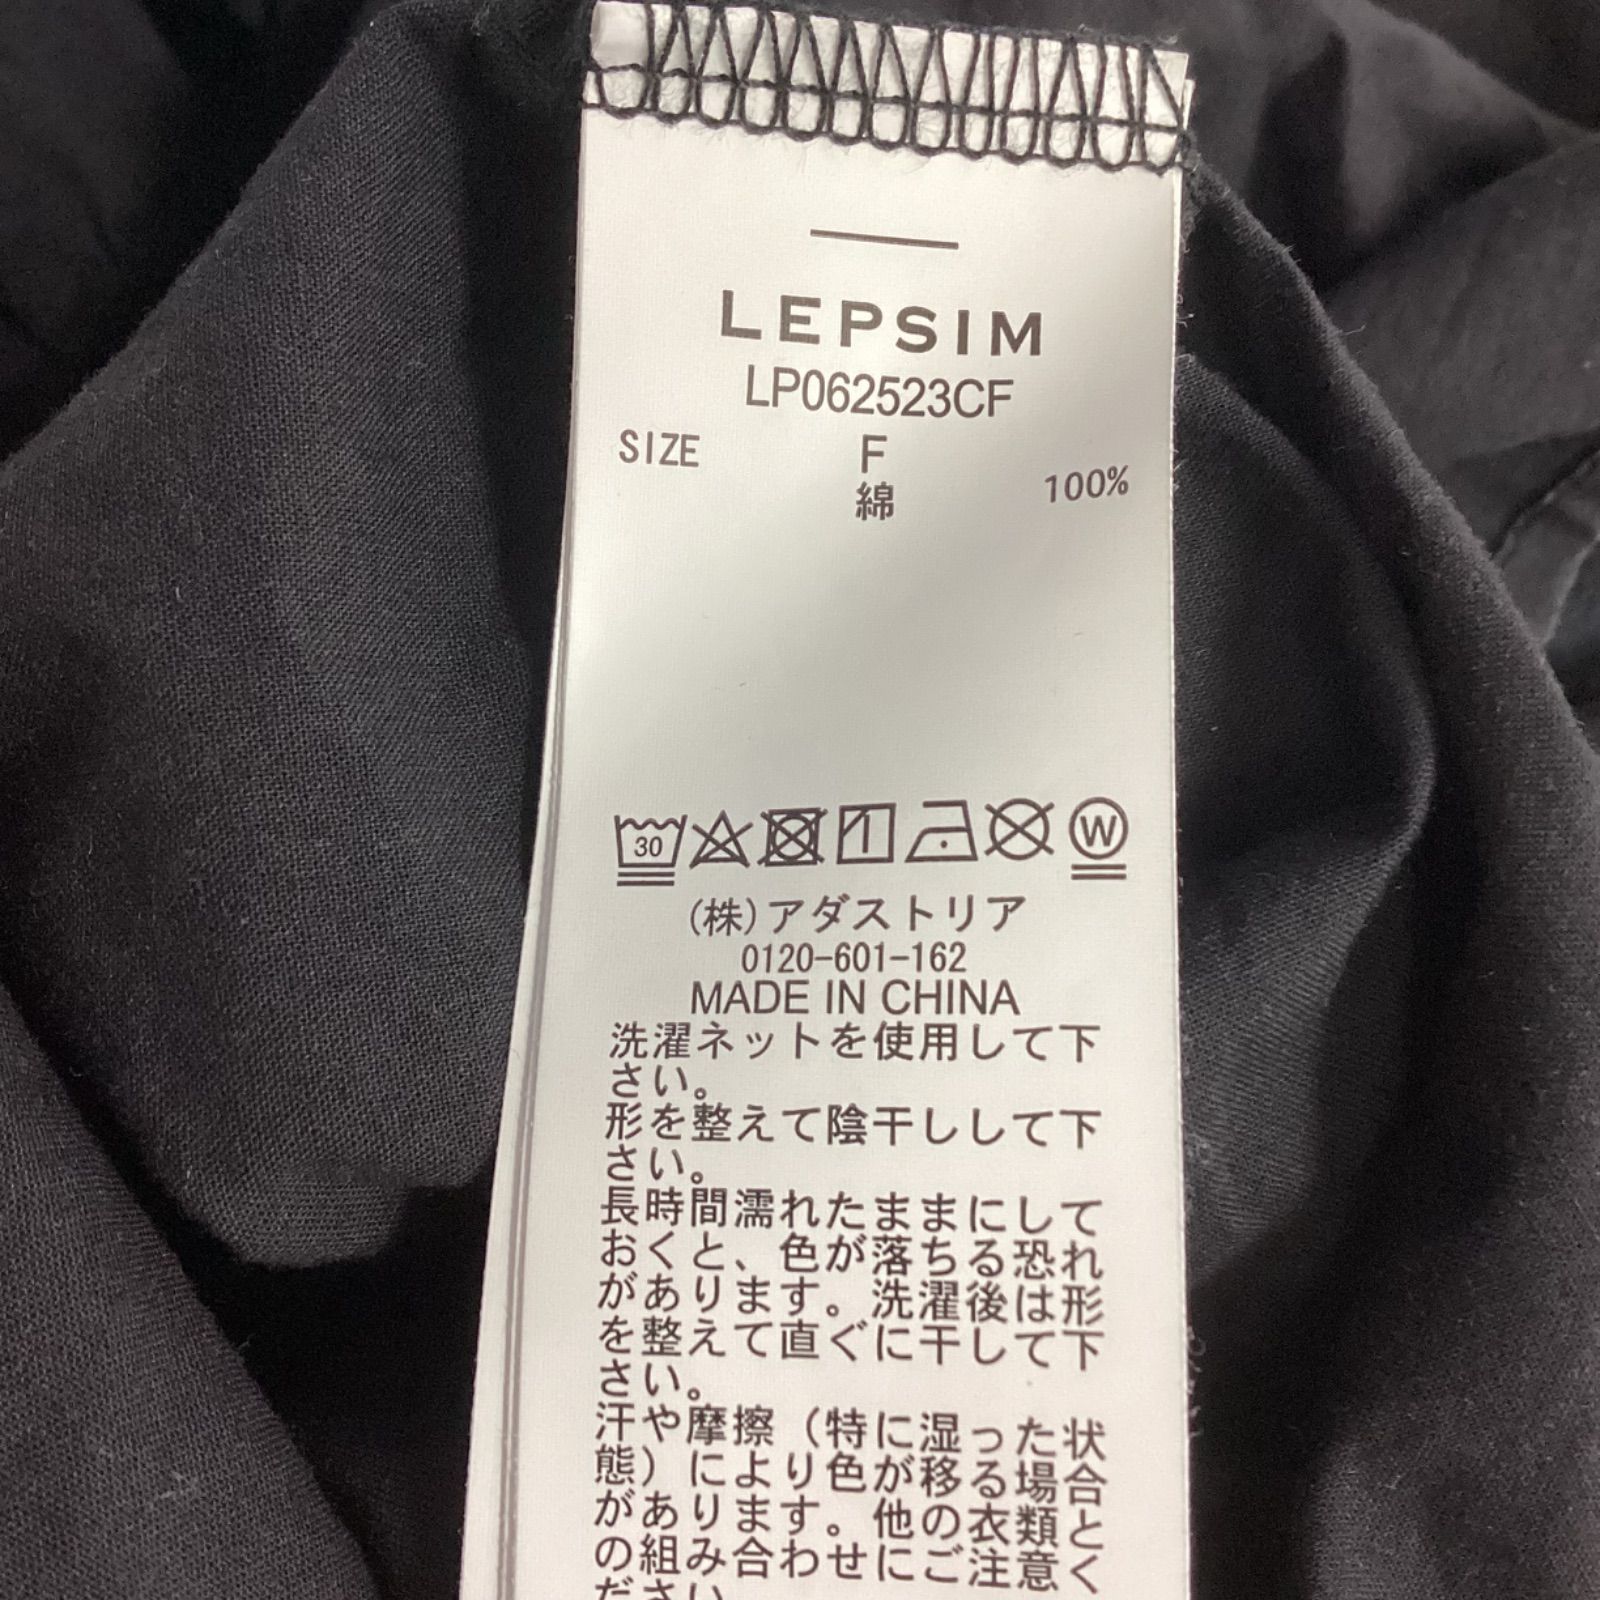 LEPSIM
LP062523CF
SIZE F
綿 100%
30
W
(株)アダストリア
0120-601-162
MADE IN CHINA
洗濯ネットを使用して下
さい。
形を整えて陰干しして下
さい。
長時間濡れたままにして
おくと、色が落ちる恐れ
があります。洗濯後は形
を整えて直ぐに干して下
さい。
汗や摩擦（特に湿った状
態）により色が移る場合
があります。他の衣類と
の組み合わせにご注意く
ださい